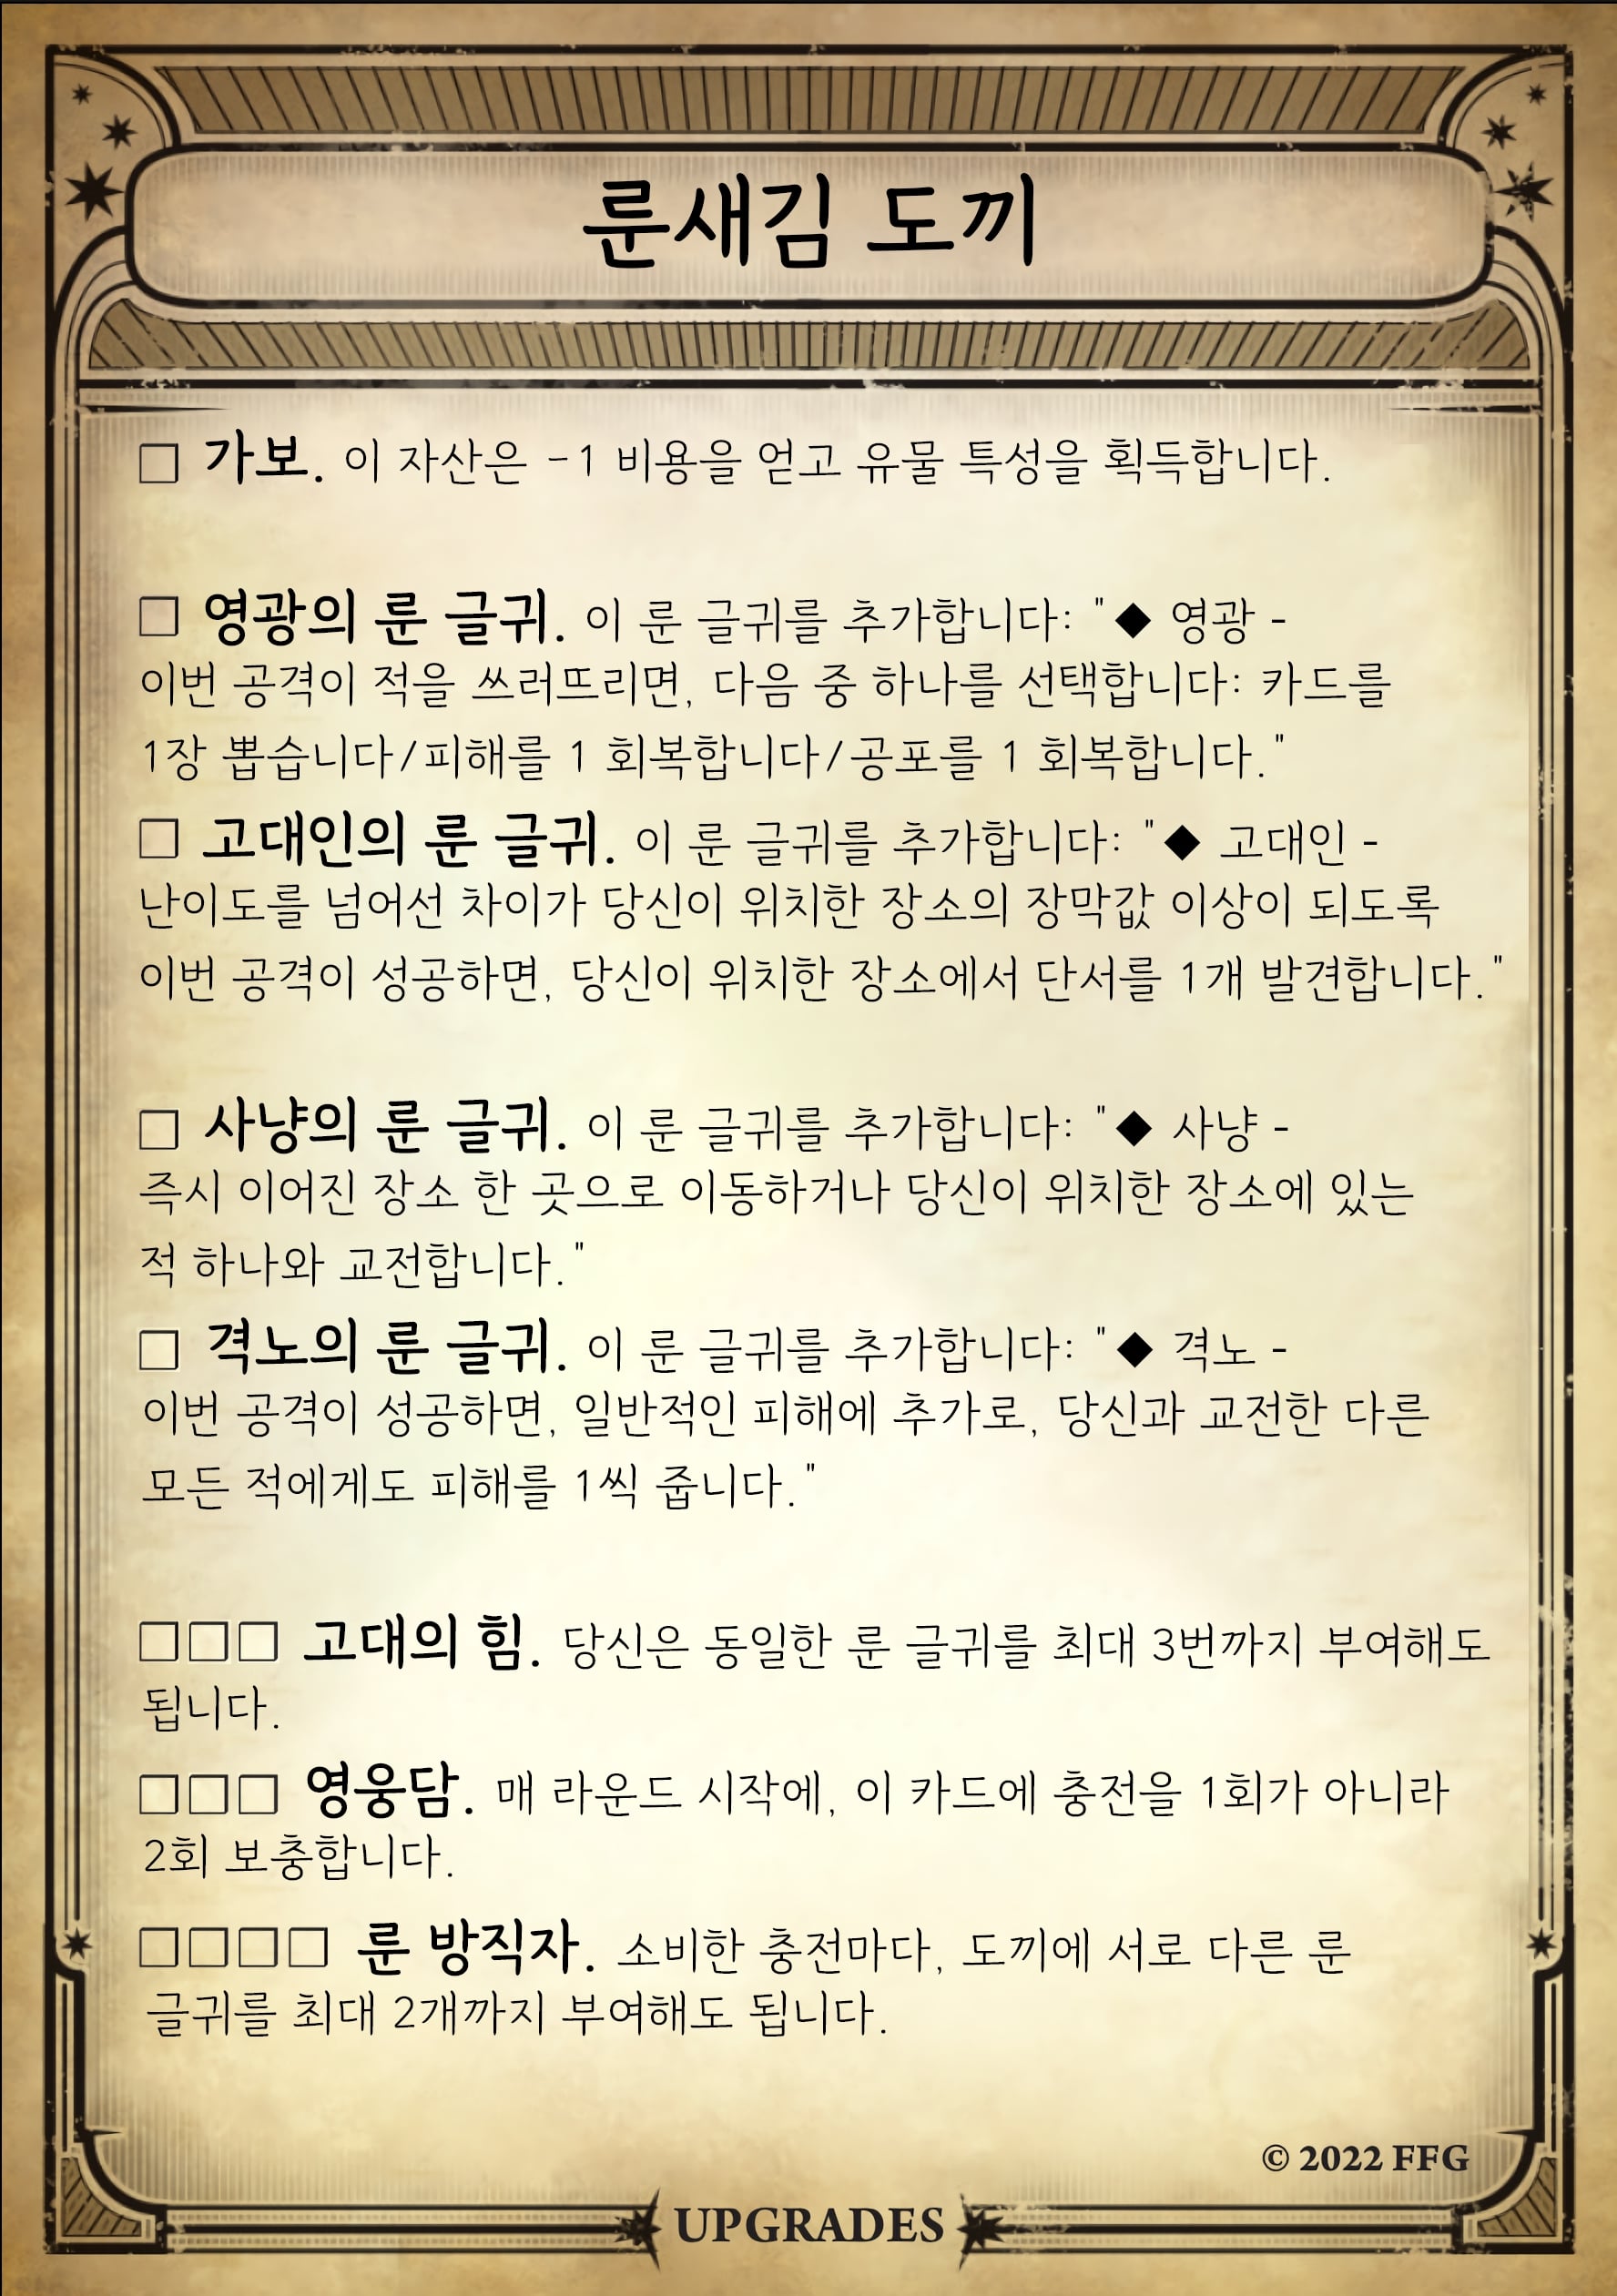 룬새김 도끼
□ 가보. 이 자산은 -1 비용을 얻고 유물 특성을 획득합니다.
□ 영광의 룬 글귀. 이 룬 글귀를 추가합니다: "◆ 영광 -
이번 공격이 적을 쓰러뜨리면, 다음 중 하나를 선택합니다: 카드를
1장 뽑습니다/피해를 1 회복합니다/공포를 1 회복합니다."
□ 고대인의 룬 글귀. 이 룬 글귀를 추가합니다: "◆ 고대인 -
난이도를 넘어선 차이가 당신이 위치한 장소의 장막값 이상이 되도록
이번 공격이 성공하면, 당신이 위치한 장소에서 단서를 1개 발견합니다."
□ 사냥의 룬 글귀. 이 룬 글귀를 추가합니다: "◆ 사냥 -
즉시 이어진 장소 한 곳으로 이동하거나 당신이 위치한 장소에 있는
적 하나와 교전합니다."
□ 격노의 룬 글귀. 이 룬 글귀를 추가합니다: "◆ 격노 -
이번 공격이 성공하면, 일반적인 피해에 추가로, 당신과 교전한 다른
모든 적에게도 피해를 1씩 줍니다."
□□□ 고대의 힘. 당신은 동일한 룬 글귀를 최대 3번까지 부여해도
됩니다.
□□□ 영웅담. 매 라운드 시작에, 이 카드에 충전을 1회가 아니라
2회 보충합니다.
□□□□ 룬 방직자. 소비한 충전마다, 도끼에 서로 다른 룬
글귀를 최대 2개까지 부여해도 됩니다.
© 2022 FFG
UPGRADES